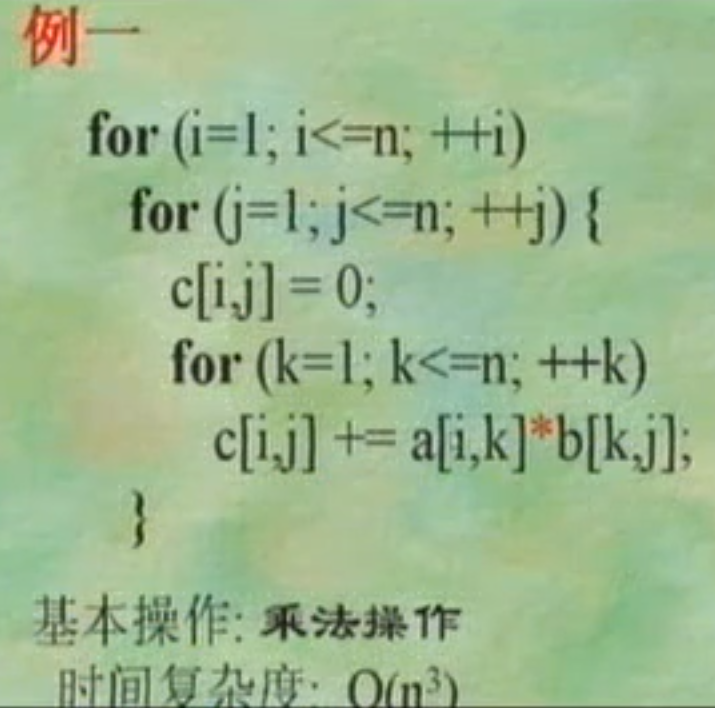 例一
for (i=1; i<=n; ++i)
for (j=1; j<=n; ++j) {
c[i,j] = 0;
for (k=1; k<=n; ++k)
c[i,j] += a[i,k]*b[k,j];
}
基本操作: 乘法操作
时间复杂度: O(n³)